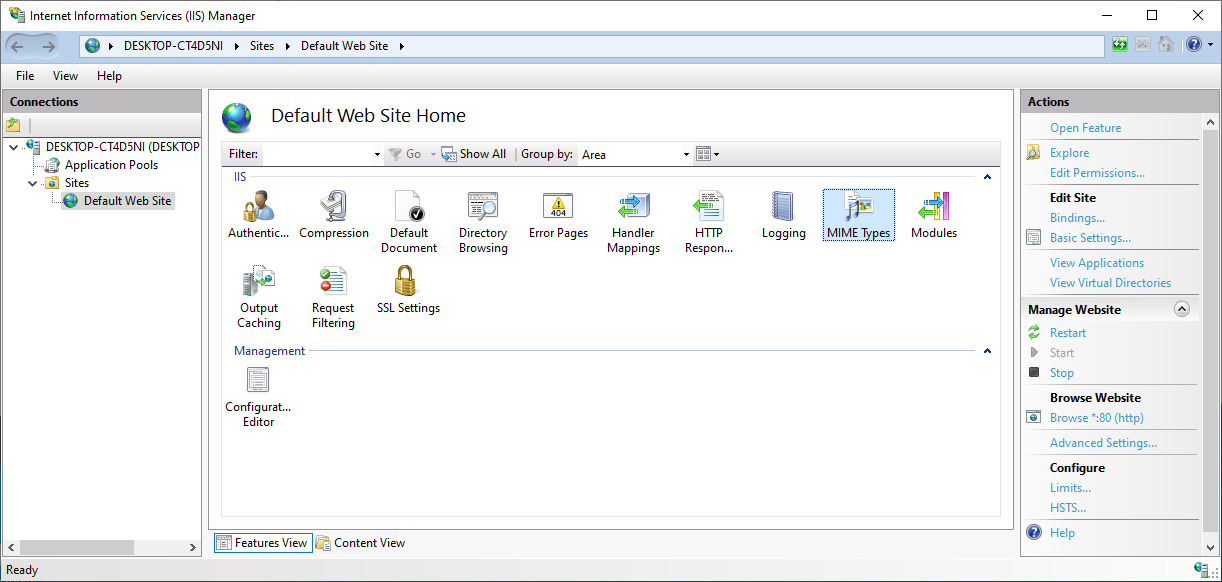 Internet Information Services (IIS) Manager
DESKTOP-CT4D5NI Sites Default Web Site
File View Help
Connections
DESKTOP-CT4D5NI (DESKTOP
Application Pools
Sites
Default Web Site
Default Web Site Home
Filter: Go Show All Group by: Area
IIS
Authentic... Compression Default Document Directory Browsing Error Pages Handler Mappings HTTP Respon... Logging MIME Types Modules
404
Output Caching Request Filtering SSL Settings
Management
Configurat... Editor
Features View Content View
Actions
Open Feature
Explore
Edit Permissions...
Edit Site
Bindings...
Basic Settings...
View Applications
View Virtual Directories
Manage Website
Restart
Start
Stop
Browse Website
Browse *:80 (http)
Advanced Settings...
Configure
Limits...
HSTS...
Help
Ready